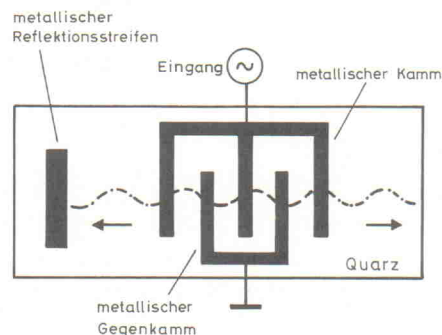 metallischer
Reflektionsstreifen
Eingang
~
metallischer Kamm
Quarz
metallischer
Gegenkamm